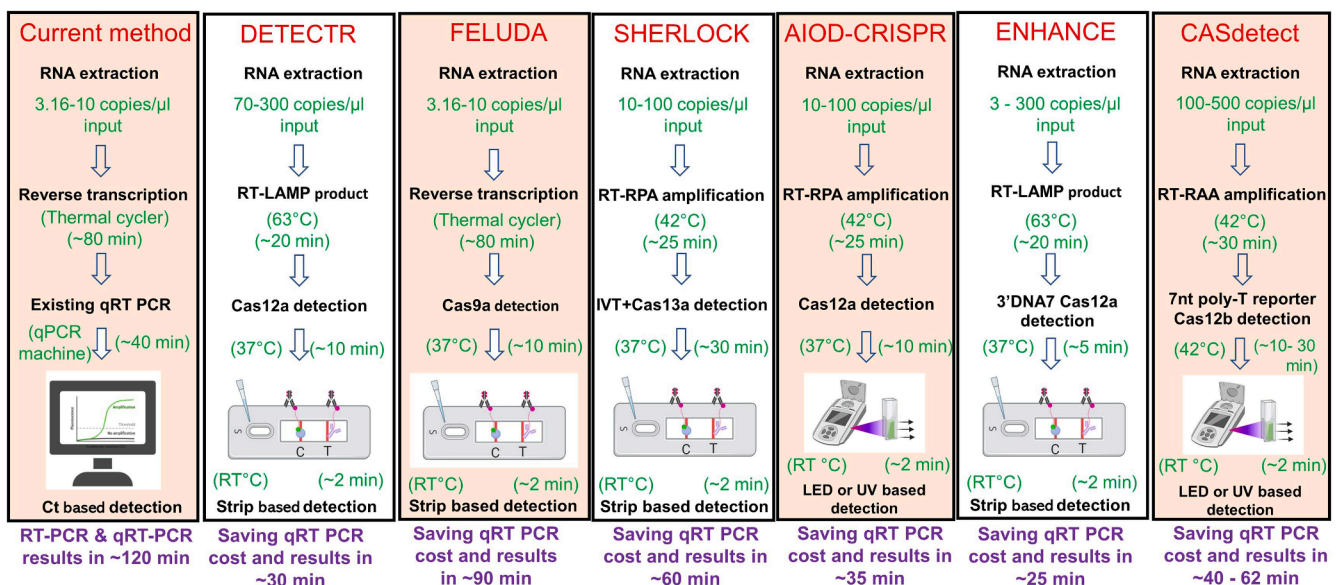 Current method
RNA extraction
3.16-10 copies/µl
input
Reverse transcription
(Thermal cycler)
(~80 min)
Existing qRT PCR
(qPCR
machine)
(~40 min)
Fluorescence
Amplification
Threshold
No amplification
Ct based detection
RT-PCR & qRT-PCR
results in ~120 min
DETECTR
RNA extraction
70-300 copies/µl
input
RT-LAMP product
(63°C)
(~20 min)
Cas12a detection
(37°C) (~10 min)
S
C T
(RT°C) (~2 min)
Strip based detection
Saving qRT PCR
cost and results in
~30 min
FELUDA
RNA extraction
3.16-10 copies/µl
input
Reverse transcription
(Thermal cycler)
(~80 min)
Cas9a detection
(37°C) (~10 min)
S
C T
(RT°C) (~2 min)
Strip based detection
Saving qRT PCR
cost and results
in ~90 min
SHERLOCK
RNA extraction
10-100 copies/µl
input
RT-RPA amplification
(42°C)
(~25 min)
IVT+Cas13a detection
(37°C) (~30 min)
S
C T
(RT°C) (~2 min)
Strip based detection
Saving qRT PCR
cost and results in
~60 min
AIOD-CRISPR
RNA extraction
10-100 copies/µl
input
RT-RPA amplification
(42°C)
(~25 min)
Cas12a detection
(37°C) (~10 min)
(RT °C) (~2 min)
LED or UV based
detection
Saving qRT PCR
cost and results in
~35 min
ENHANCE
RNA extraction
3 - 300 copies/µl
input
RT-LAMP product
(63°C)
(~20 min)
3’DNA7 Cas12a
detection
(37°C) (~5 min)
S
C T
(RT°C) (~2 min)
Strip based detection
Saving qRT PCR
cost and results in
~25 min
CASdetect
RNA extraction
100-500 copies/µl
input
RT-RAA amplification
(42°C)
(~30 min)
7nt poly-T reporter
Cas12b detection
(42°C) (~10- 30
min)
(RT °C) (~2 min)
LED or UV based
detection
Saving qRT PCR
cost and results in
~40 - 62 min